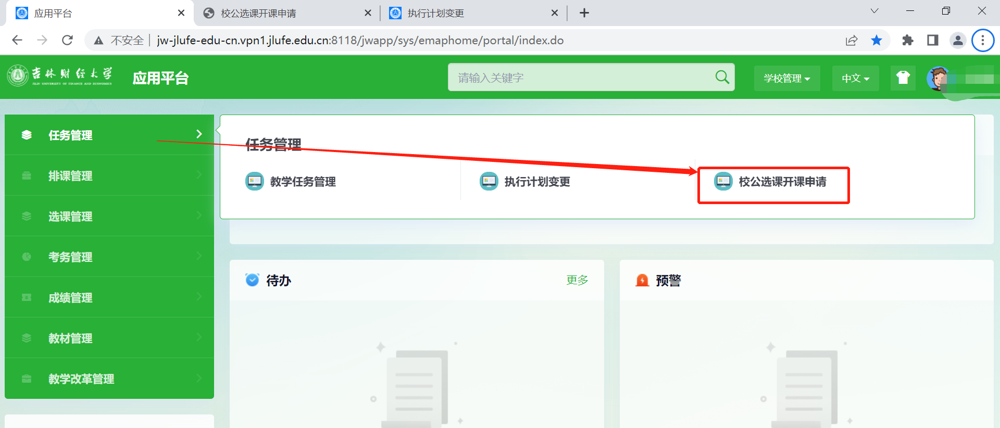 应用平台
校公选课开课申请
执行计划变更
不安全
jw-jlufe-edu-cn.vpn1.jlufe.edu.cn:8118/jwapp/sys/emaphome/portal/index.do
吉林财经大学
JILIN UNIVERSITY OF FINANCE AND ECONOMICS
应用平台
请输入关键字
学校管理
中文
任务管理
排课管理
选课管理
考务管理
成绩管理
教材管理
教学改革管理
任务管理
教学任务管理
执行计划变更
校公选课开课申请
待办
更多
预警